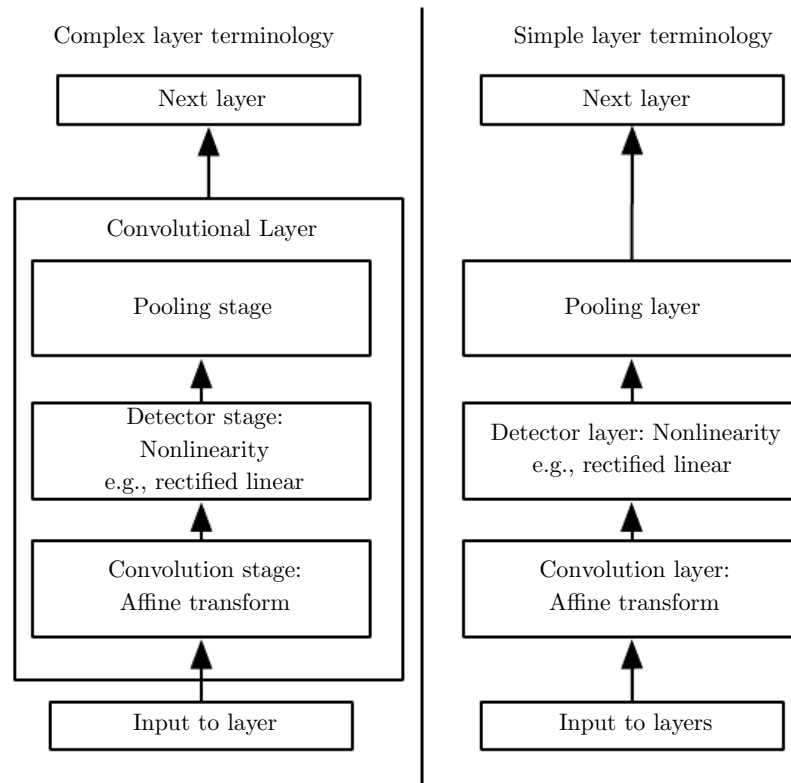 Complex layer terminology
Next layer
Convolutional Layer
Pooling stage
Detector stage:
Nonlinearity
e.g., rectified linear
Convolution stage:
Affine transform
Input to layer
Simple layer terminology
Next layer
Pooling layer
Detector layer: Nonlinearity
e.g., rectified linear
Convolution layer:
Affine transform
Input to layers